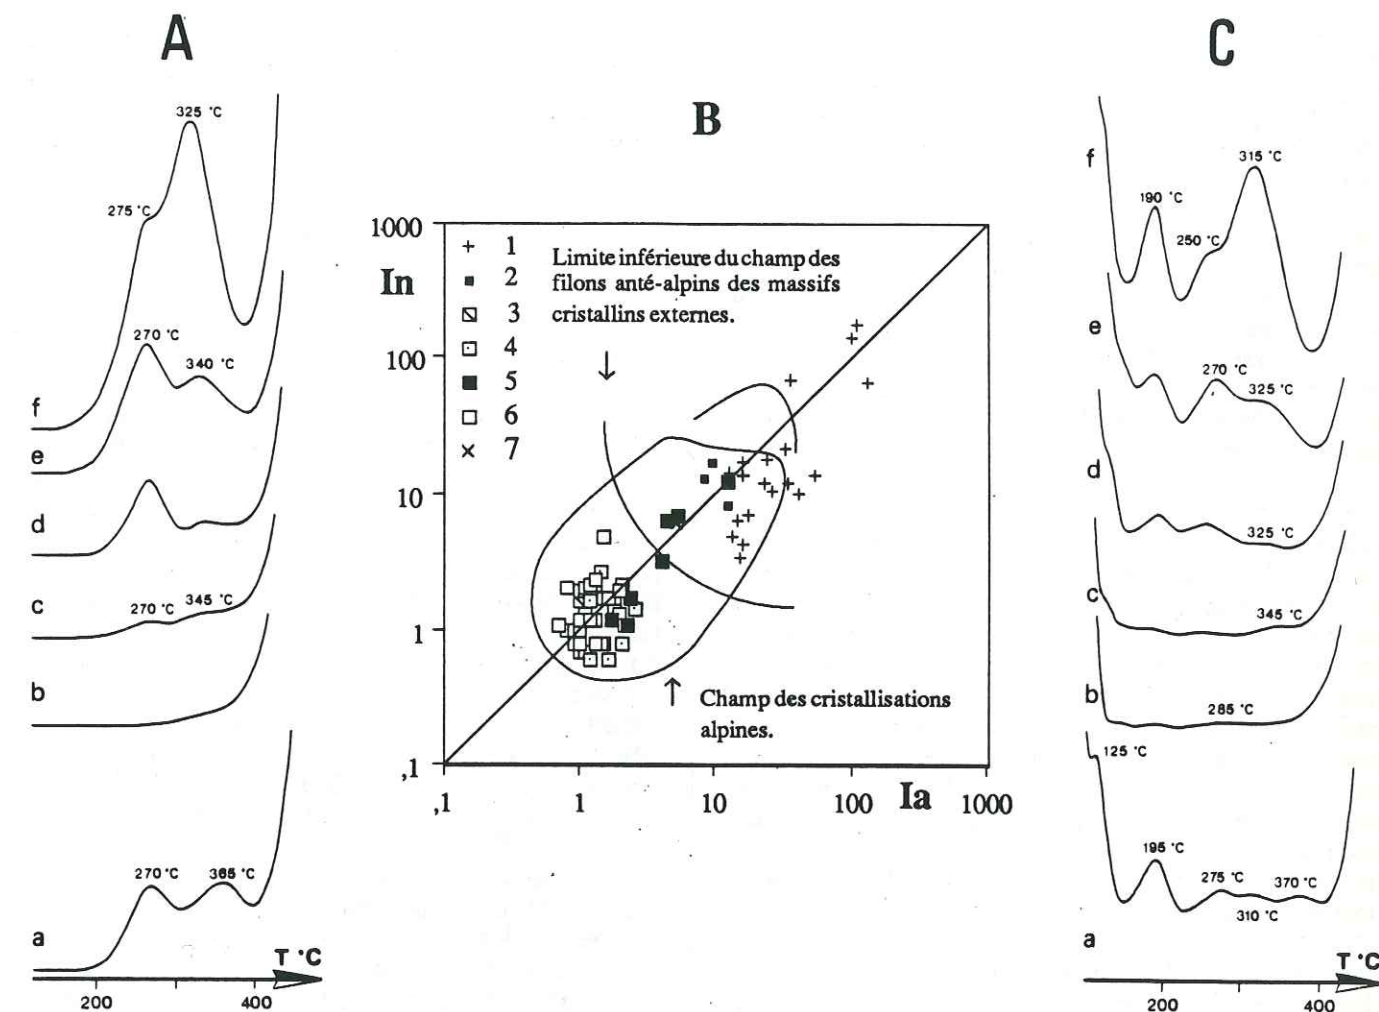 A
325 °C
275 °C
270 °C
340 °C
f
e
d
c
270 °C
345 °C
b
270 °C
365 °C
a
T °C
200
400
B
1000
In
100
10
1
,1
1
2
3
4
5
6
7
Limite inférieure du champ des
filons anté-alpins des massifs
cristallins externes.
Champ des cristallisations
alpines.
,1
1
10
100
Ia
1000
C
f
315 °C
190 °C
250 °C
e
270 °C
325 °C
d
325 °C
c
345 °C
b
285 °C
125 °C
195 °C
275 °C
370 °C
310 °C
a
T °C
200
400